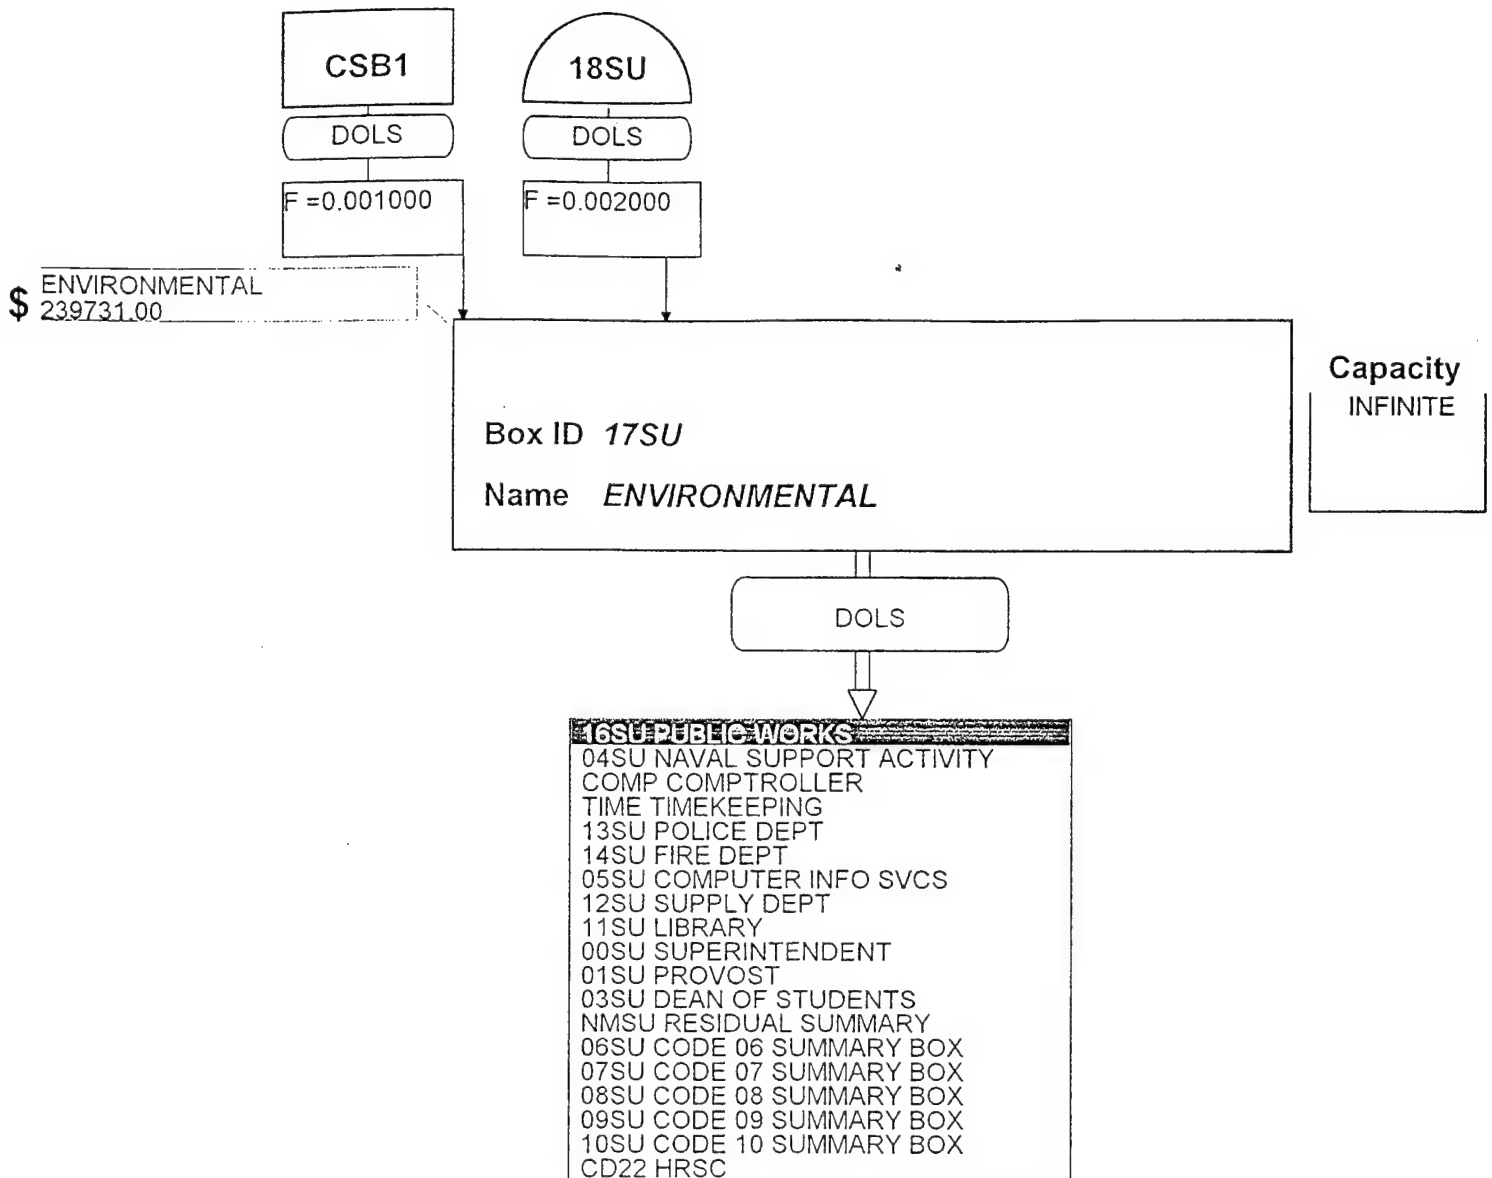 CSB1
18SU
DOLS
DOLS
F =0.001000
F =0.002000
$ ENVIRONMENTAL
239731.00
Capacity
INFINITE
Box ID 17SU
Name ENVIRONMENTAL
DOLS
16SU PUBLIC WORKS
04SU NAVAL SUPPORT ACTIVITY
COMP COMPTROLLER
TIME TIMEKEEPING
13SU POLICE DEPT
14SU FIRE DEPT
05SU COMPUTER INFO SVCS
12SU SUPPLY DEPT
11SU LIBRARY
00SU SUPERINTENDENT
01SU PROVOST
03SU DEAN OF STUDENTS
NMSU RESIDUAL SUMMARY
06SU CODE 06 SUMMARY BOX
07SU CODE 07 SUMMARY BOX
08SU CODE 08 SUMMARY BOX
09SU CODE 09 SUMMARY BOX
10SU CODE 10 SUMMARY BOX
CD22 HRSC